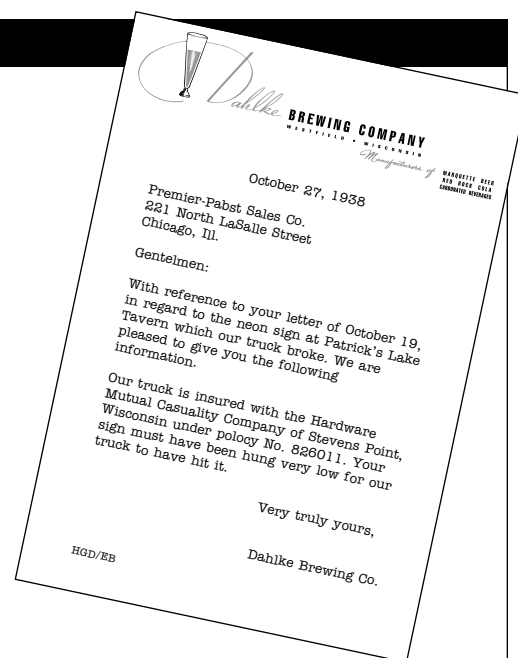 Dahlke BREWING COMPANY
WESTFIELD • WISCONSIN
Manufacturers of
MARQUETTE BEER
RED ROCK COLA
CARBONATED BEVERAGES
October 27, 1938
Premier-Pabst Sales Co.
221 North LaSalle Street
Chicago, Ill.
Gentelmen:
With reference to your letter of October 19,
in regard to the neon sign at Patrick's Lake
Tavern which our truck broke. We are
pleased to give you the following
information.
Our truck is insured with the Hardware
Mutual Casuality Company of Stevens Point,
Wisconsin under polocy No. 826011. Your
sign must have been hung very low for our
truck to have hit it.
Very truly yours,
Dahlke Brewing Co.
HGD/EB